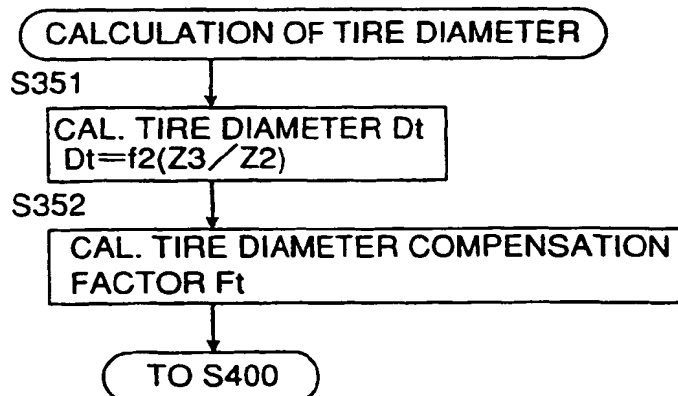 CALCULATION OF TIRE DIAMETER
S351
CAL. TIRE DIAMETER Dt
Dt=f2(Z3/Z2)
S352
CAL. TIRE DIAMETER COMPENSATION
FACTOR Ft
TO S400